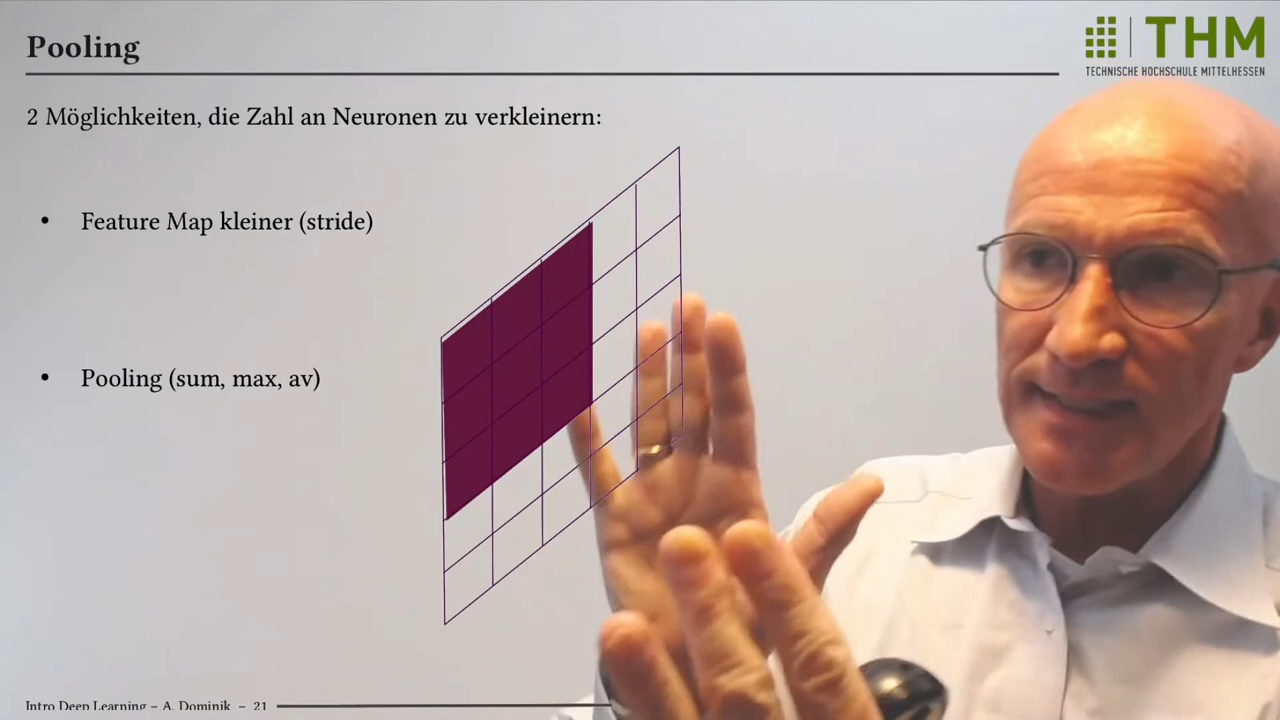 Pooling
THM
TECHNISCHE HOCHSCHULE MITTELHESSEN
2 Möglichkeiten, die Zahl an Neuronen zu verkleinern:
• Feature Map kleiner (stride)
• Pooling (sum, max, av)
Intro Deep Learning – A. Dominik – 21